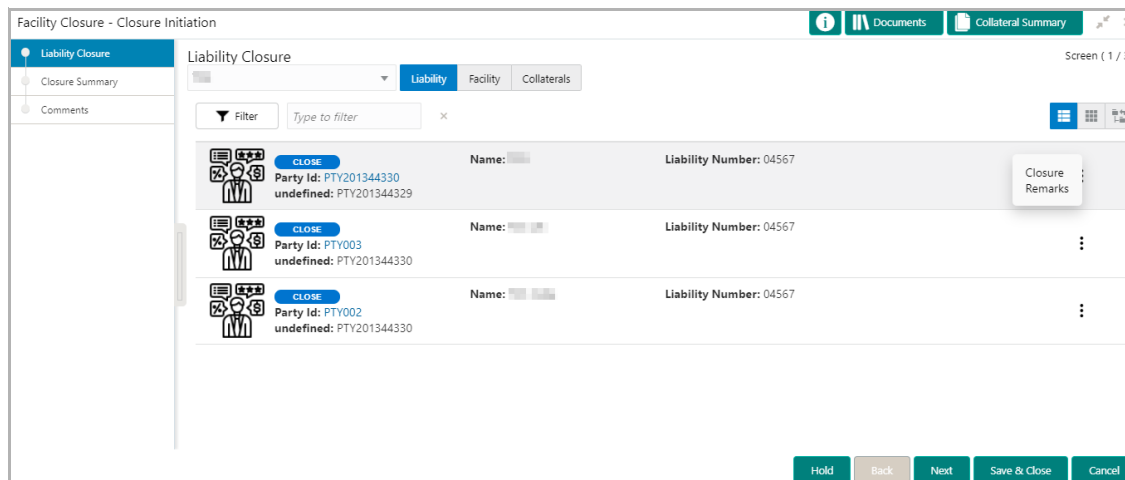 Facility Closure - Closure Initiation
Documents
Collateral Summary
Liability Closure
Closure Summary
Comments
Liability Closure
Screen ( 1 /
Liability
Facility
Collaterals
Filter
Type to filter
CLOSE
Name:
Liability Number: 04567
Party Id: PTY201344330
undefined: PTY201344329
Closure
Remarks
CLOSE
Name:
Liability Number: 04567
Party Id: PTY003
undefined: PTY201344330
CLOSE
Name:
Liability Number: 04567
Party Id: PTY002
undefined: PTY201344330
Hold
Back
Next
Save & Close
Cancel